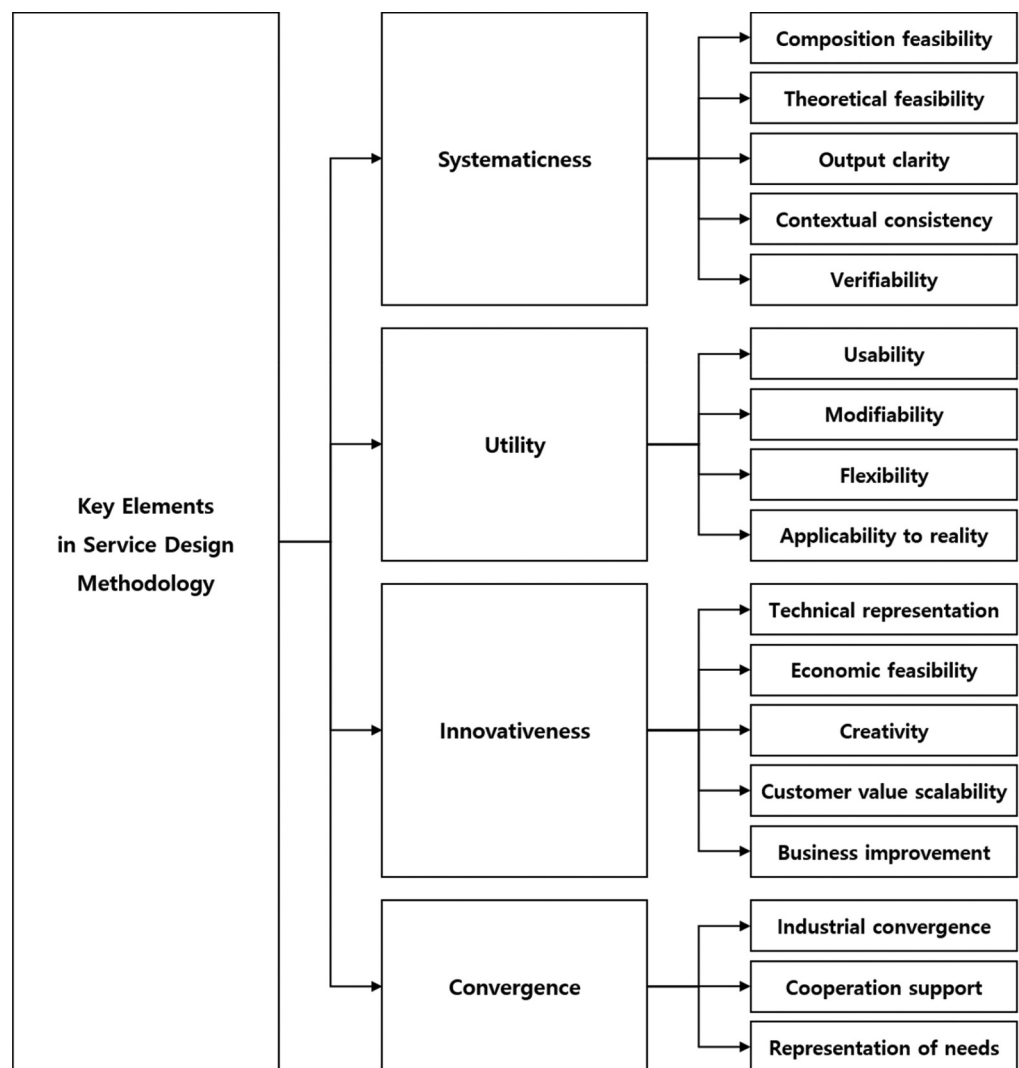 Key Elements
in Service Design
Methodology
Systematicness
Composition feasibility
Theoretical feasibility
Output clarity
Contextual consistency
Verifiability
Utility
Usability
Modifiability
Flexibility
Applicability to reality
Innovativeness
Technical representation
Economic feasibility
Creativity
Customer value scalability
Business improvement
Convergence
Industrial convergence
Cooperation support
Representation of needs